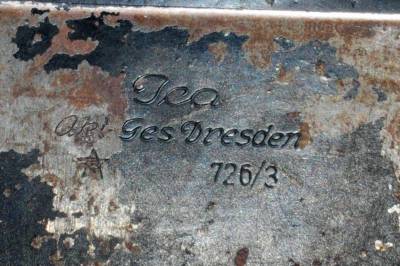 Ica
Akt-Ges.Dresden
726/3